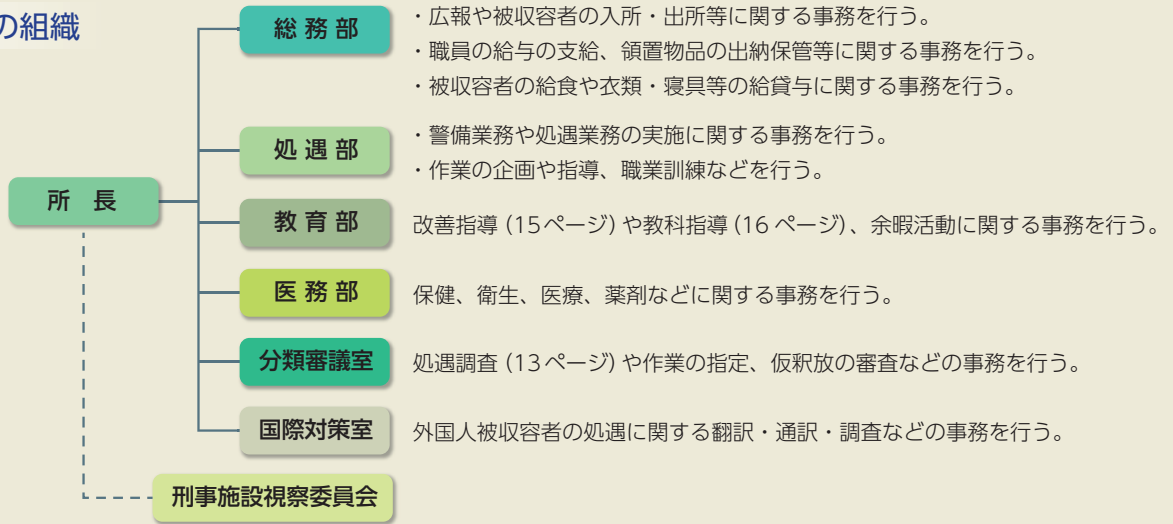 の組織
総務部
・広報や被収容者の入所・出所等に関する事務を行う。
・職員の給与の支給、領置物品の出納保管等に関する事務を行う。
・被収容者の給食や衣類・寝具等の給貸与に関する事務を行う。
処遇部
・警備業務や処遇業務の実施に関する事務を行う。
・作業の企画や指導、職業訓練などを行う。
所長
教育部
改善指導（15ページ）や教科指導（16ページ）、余暇活動に関する事務を行う。
医務部
保健、衛生、医療、薬剤などに関する事務を行う。
分類審議室
処遇調査（13ページ）や作業の指定、仮釈放の審査などの事務を行う。
国際対策室
外国人被収容者の処遇に関する翻訳・通訳・調査などの事務を行う。
刑事施設視察委員会